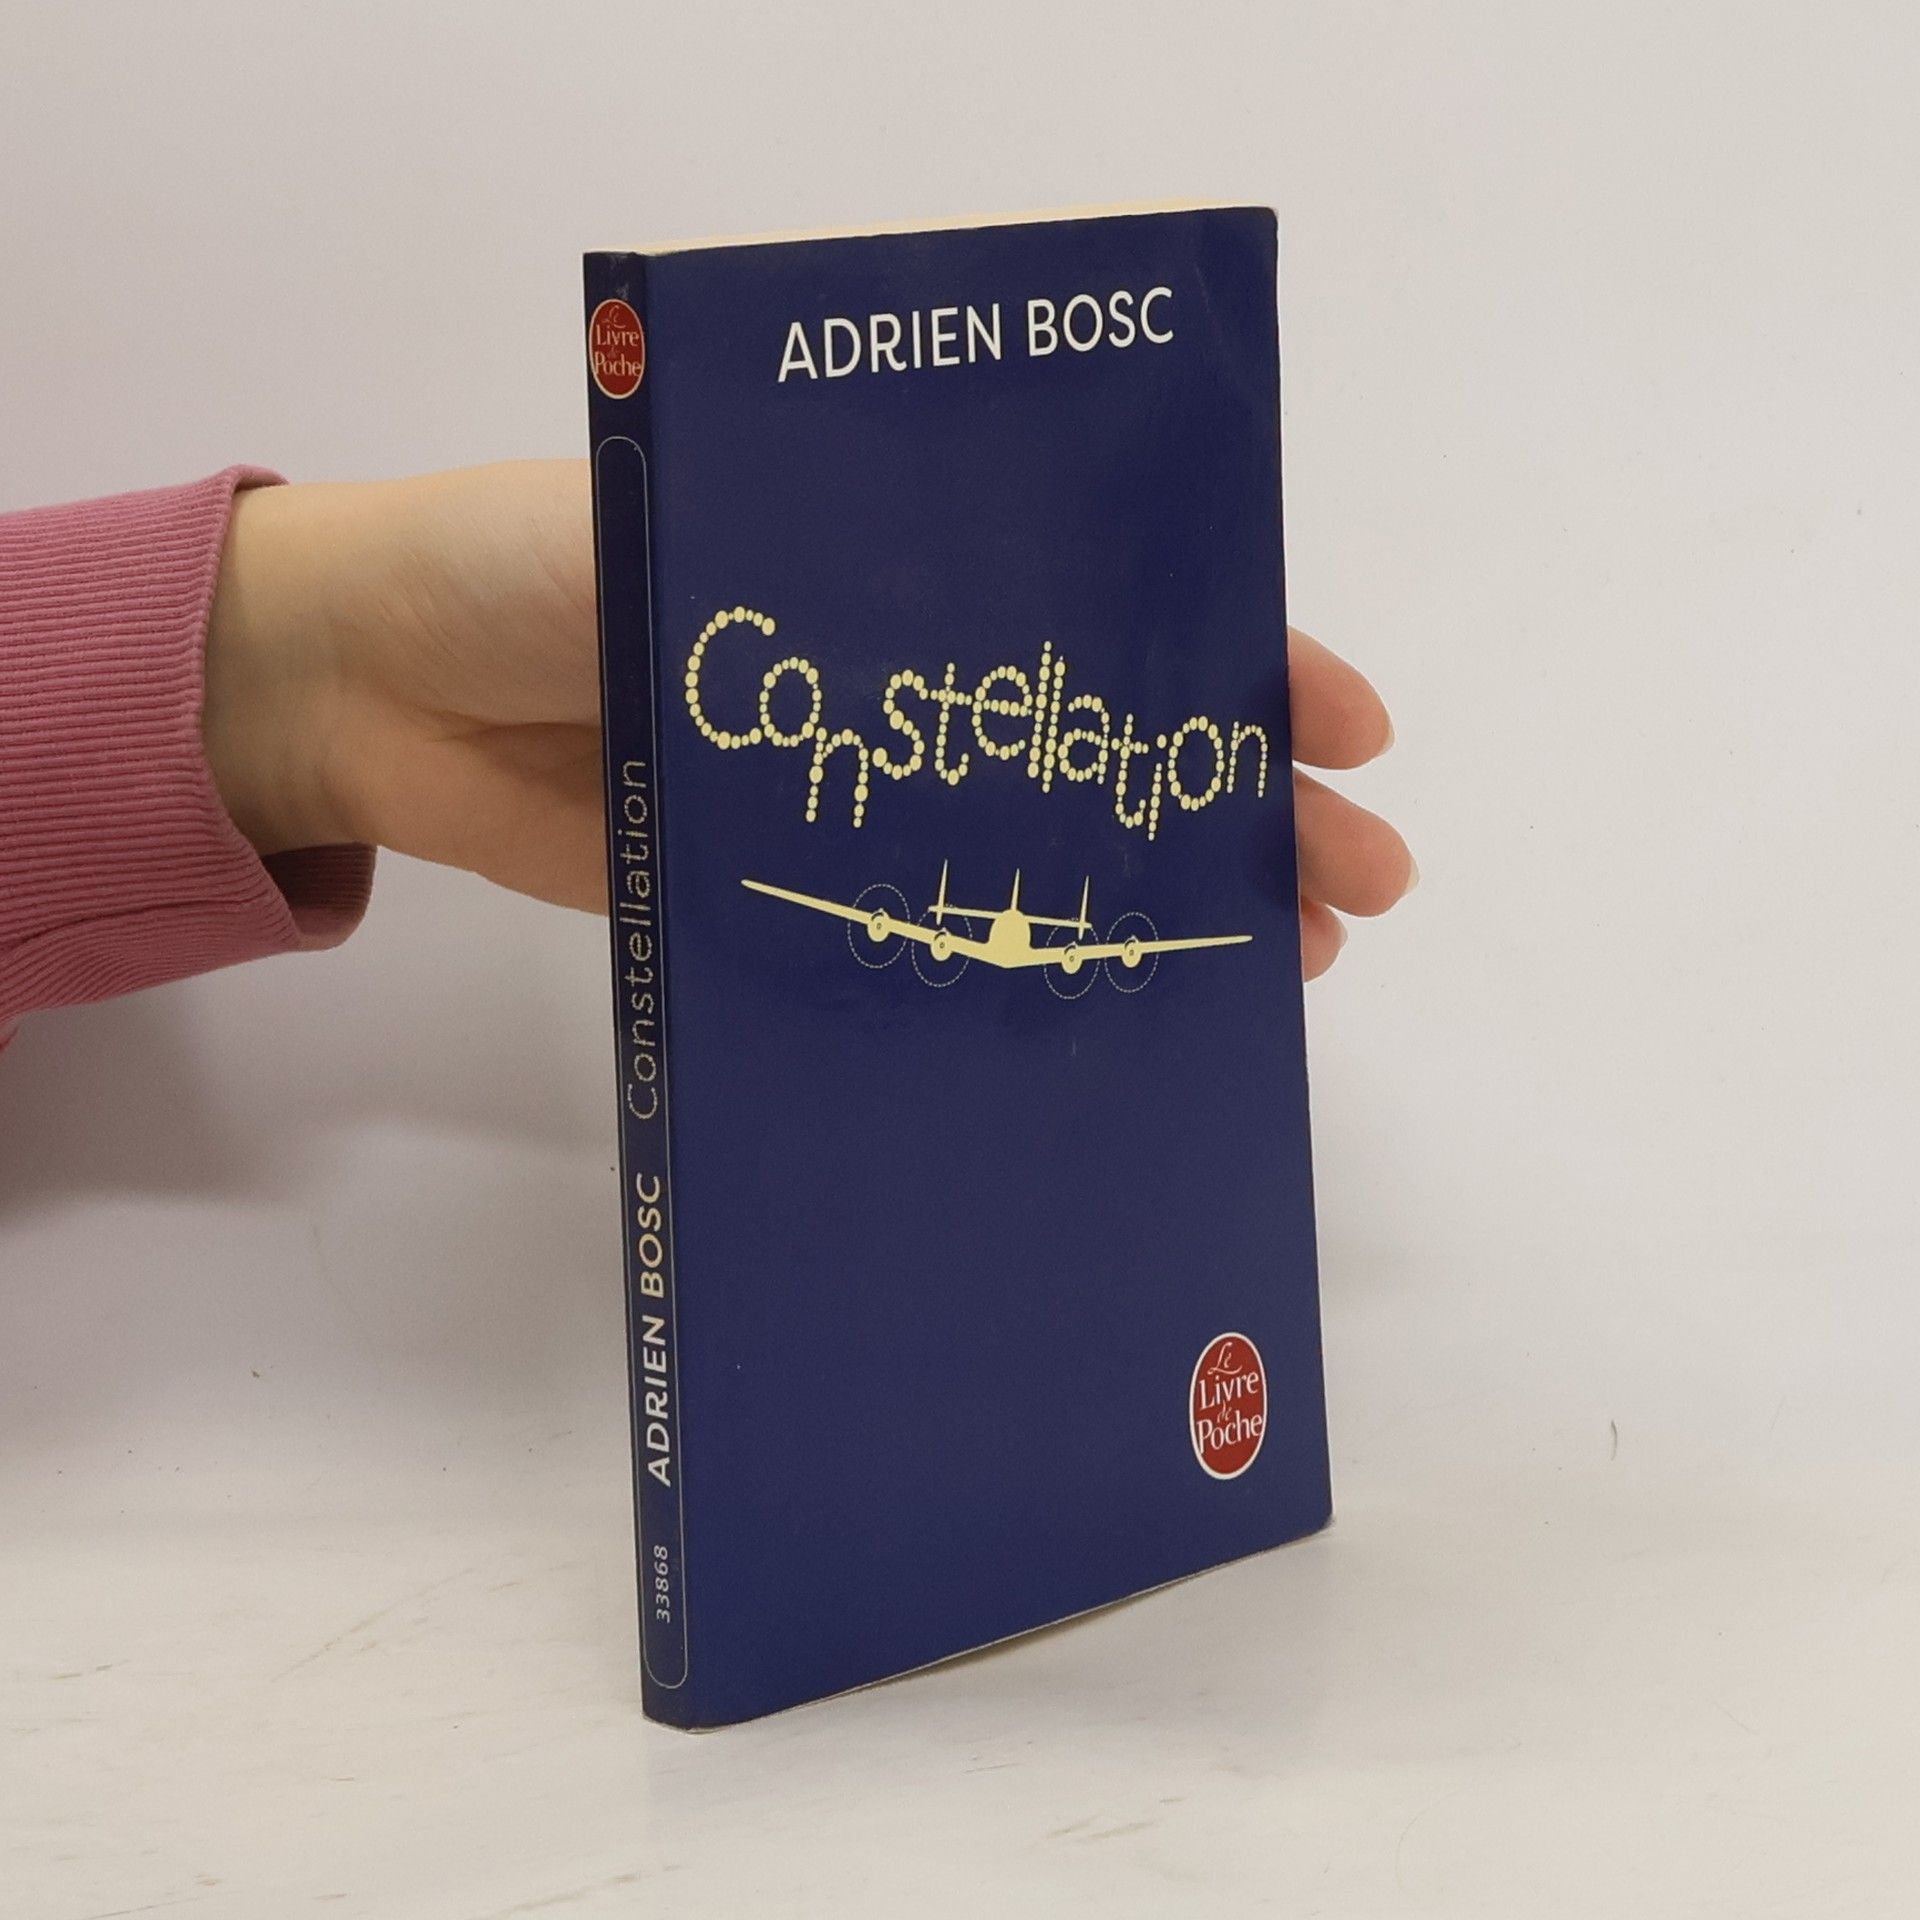 ADRIEN BOSC
Constellation
Le
Livre
de
Poche
Le
Livre
de
Poche
Constellation
ADRIEN BOSC
33868